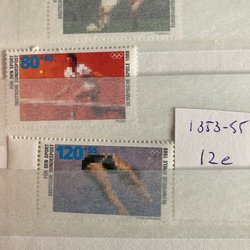 80+40
FÜR DEN SPORT
DEUTSCHE BUNDESPOST
OLYMPISCHE SPIELE 1988
120+55
FÜR DEN SPORT
DEUTSCHE BUNDESPOST
OLYMPISCHE SPIELE 1988
1353-55
12e